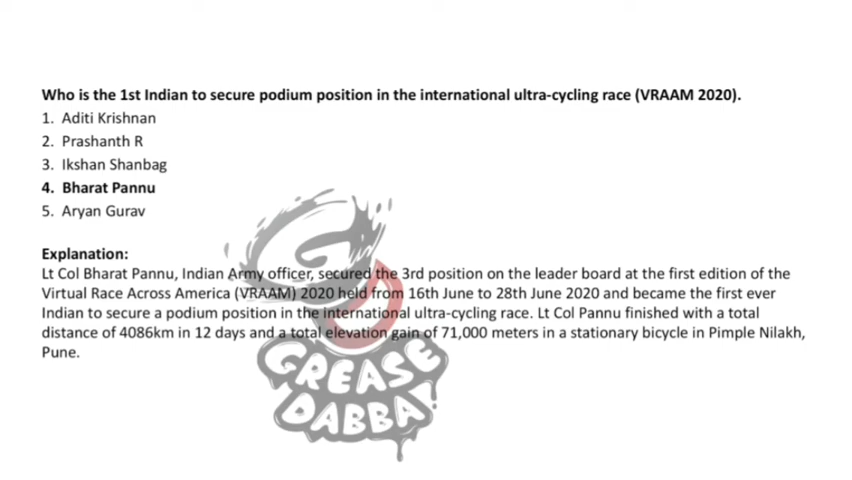 Who is the 1st Indian to secure podium position in the international ultra-cycling race (VRAAM 2020).
1. Aditi Krishnan
2. Prashanth R
3. Ikshan Shanbag
4. Bharat Pannu
5. Aryan Gurav
Explanation:
Lt Col Bharat Pannu, Indian Army officer, secured the 3rd position on the leader board at the first edition of the
Virtual Race Across America (VRAAM) 2020 held from 16th June to 28th June 2020 and became the first ever
Indian to secure a podium position in the international ultra-cycling race. Lt Col Pannu finished with a total
distance of 4086km in 12 days and a total elevation gain of 71,000 meters in a stationary bicycle in Pimple Nilakh,
Pune.
GREASE
DABBA